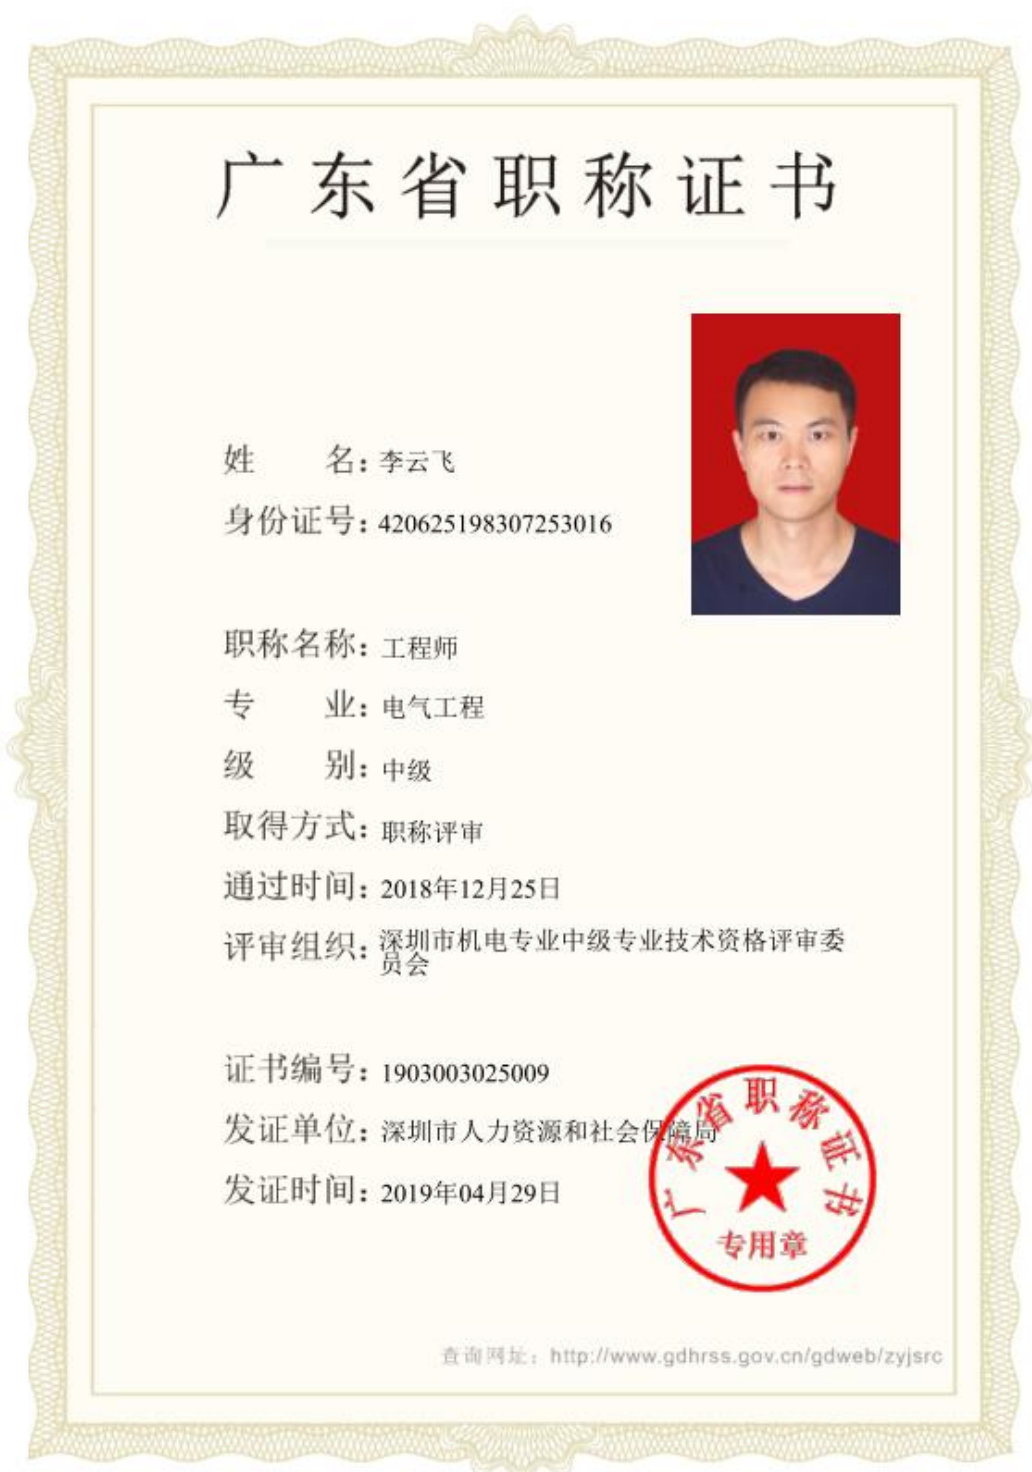 广东省职称证书
姓 名：李云飞
身份证号：420625198307253016
职称名称：工程师
专 业：电气工程
级 别：中级
取得方式：职称评审
通过时间：2018年12月25日
评审组织：深圳市机电专业中级专业技术资格评审委
员会
证书编号：1903003025009
发证单位：深圳市人力资源和社会保障局
发证时间：2019年04月29日
广东省职称证书
专用章
查询网址：http://www.gdhrss.gov.cn/gdweb/zyjsrc